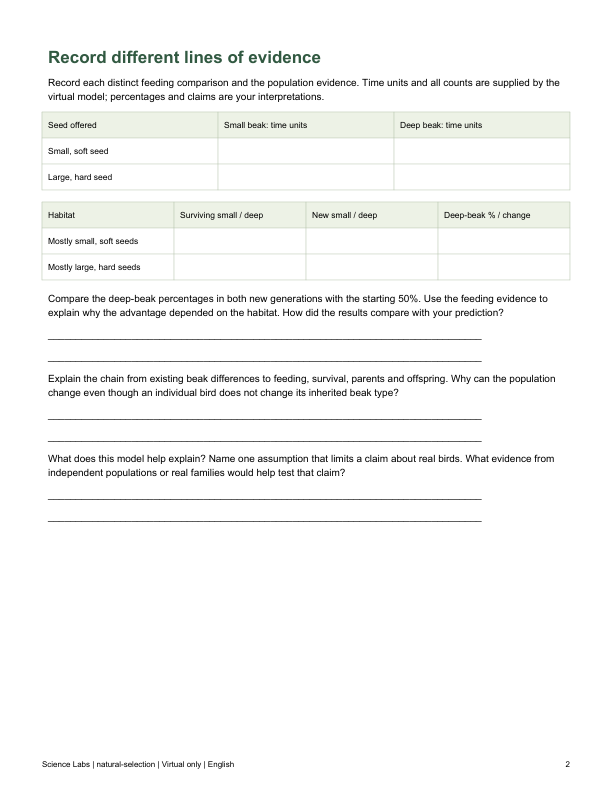 Record different lines of evidence
Record each distinct feeding comparison and the population evidence. Time units and all counts are supplied by the
virtual model; percentages and claims are your interpretations.
Seed offered Small beak: time units Deep beak: time units
Small, soft seed
Large, hard seed
Habitat Surviving small / deep New small / deep Deep-beak % / change
Mostly small, soft seeds
Mostly large, hard seeds
Compare the deep-beak percentages in both new generations with the starting 50%. Use the feeding evidence to
explain why the advantage depended on the habitat. How did the results compare with your prediction?
Explain the chain from existing beak differences to feeding, survival, parents and offspring. Why can the population
change even though an individual bird does not change its inherited beak type?
What does this model help explain? Name one assumption that limits a claim about real birds. What evidence from
independent populations or real families would help test that claim?
Science Labs | natural-selection | Virtual only | English 2